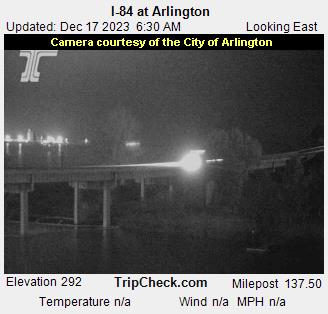 I-84 at Arlington
Updated: Dec 17 2023 6:30 AM Looking East
Camera courtesy of the City of Arlington
Elevation 292 TripCheck.com Milepost 137.50
Temperature n/a Wind n/a MPH n/a